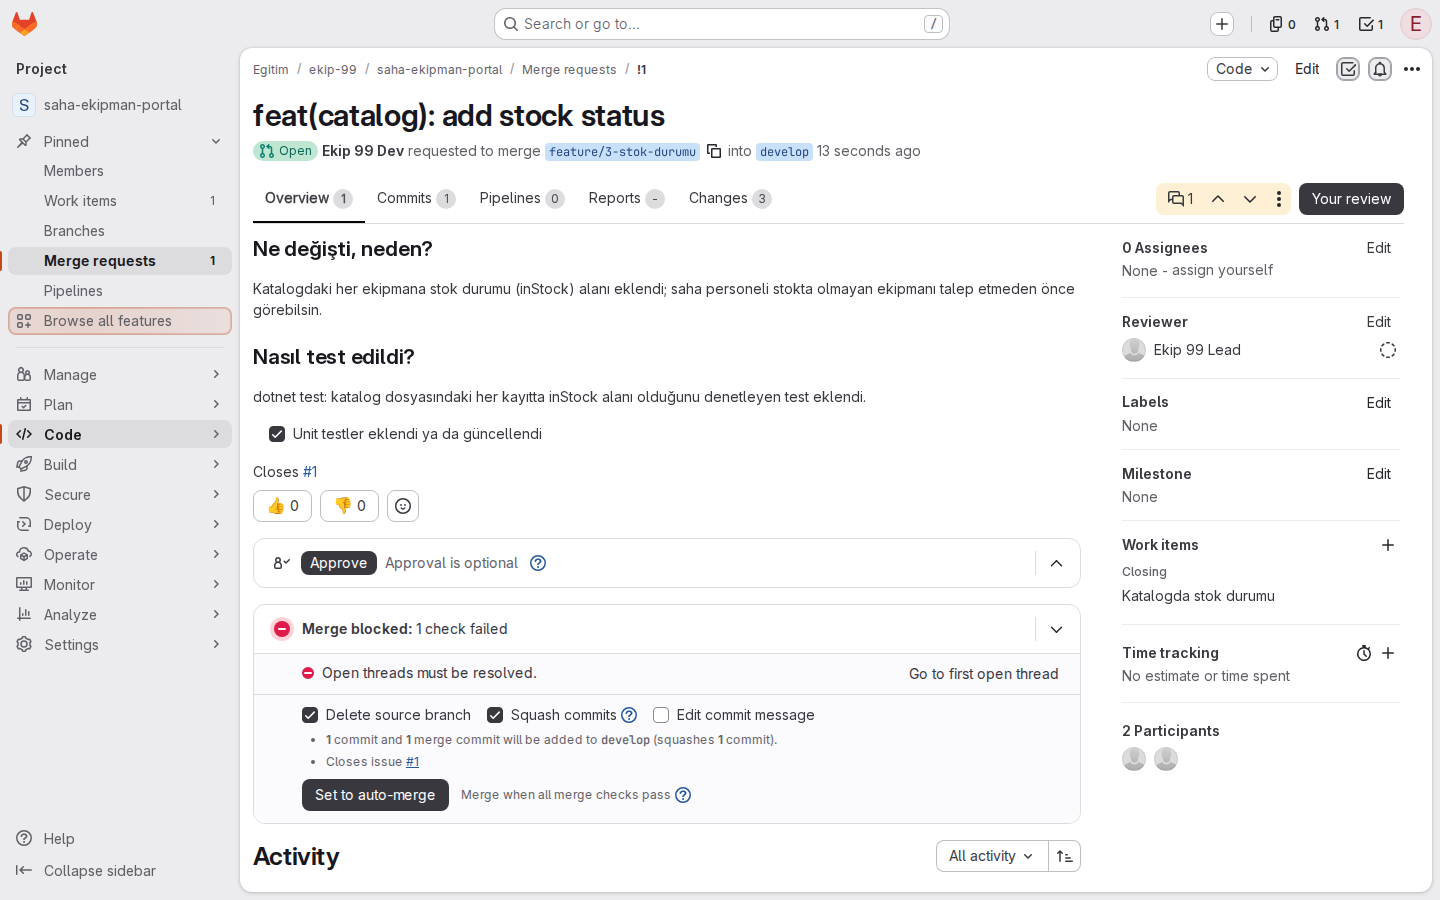 Search or go to...
/
0
1
1
E
Project
S
saha-ekipman-portal
Pinned
Members
Work items 1
Branches
Merge requests 1
Pipelines
Browse all features
Manage
Plan
Code
Build
Secure
Deploy
Operate
Monitor
Analyze
Settings
Help
Collapse sidebar
Egitim / ekip-99 / saha-ekipman-portal / Merge requests / !1
Code
Edit
feat(catalog): add stock status
Open Ekip 99 Dev requested to merge feature/3-stok-durumu into develop 13 seconds ago
Overview 1
Commits 1
Pipelines 0
Reports -
Changes 3
1
Your review
Ne değişti, neden?
Katalogdaki her ekipmana stok durumu (inStock) alanı eklendi; saha personeli stokta olmayan ekipmanı talep etmeden önce
görebilsin.
Nasıl test edildi?
dotnet test: katalog dosyasındaki her kayıtta inStock alanı olduğunu denetleyen test eklendi.
Unit testler eklendi ya da güncellendi
Closes #1
👍 0
👎 0
Approve Approval is optional
Merge blocked: 1 check failed
Open threads must be resolved.
Go to first open thread
Delete source branch
Squash commits
Edit commit message
• 1 commit and 1 merge commit will be added to develop (squashes 1 commit).
• Closes issue #1
Set to auto-merge
Merge when all merge checks pass
Activity
All activity
0 Assignees
Edit
None - assign yourself
Reviewer
Edit
Ekip 99 Lead
Labels
Edit
None
Milestone
Edit
None
Work items
Closing
Katalogda stok durumu
Time tracking
No estimate or time spent
2 Participants